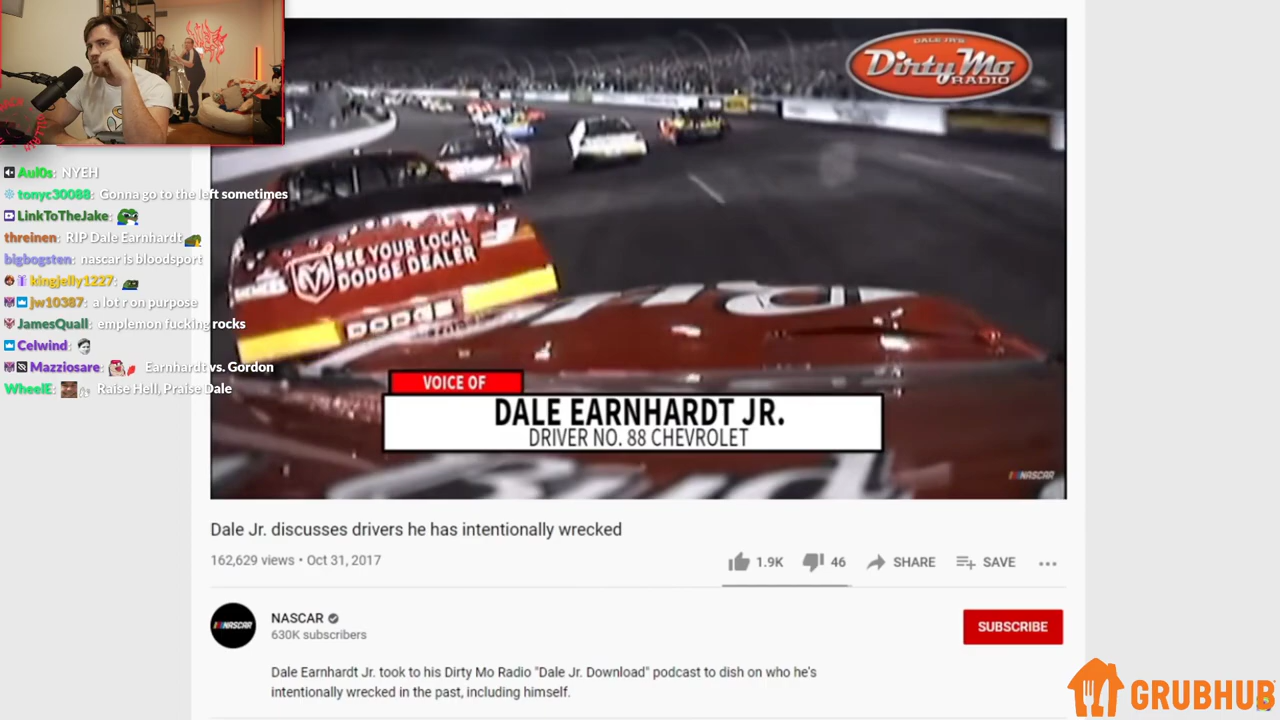 DALE JR'S
Dirty Mo
RADIO
Aul0s: NYEH
tonyc30088: Gonna go to the left sometimes
LinkToTheJake:
threinen: RIP Dale Earnhardt
bigbogsten: nascar is bloodsport
kingjelly1227:
jw10387: a lot r on purpose
JamesQuall: emplemon fucking rocks
Celwind:
Mazziosare: Earnhardt vs. Gordon
WheelE: Raise Hell, Praise Dale
SEE YOUR LOCAL
DODGE DEALER
DODGE
VOICE OF
DALE EARNHARDT JR.
DRIVER NO. 88 CHEVROLET
Bud
NASCAR
Dale Jr. discusses drivers he has intentionally wrecked
162,629 views • Oct 31, 2017
1.9K 46 SHARE SAVE
NASCAR
NASCAR
630K subscribers
SUBSCRIBE
Dale Earnhardt Jr. took to his Dirty Mo Radio "Dale Jr. Download" podcast to dish on who he's
intentionally wrecked in the past, including himself.
GRUBHUB